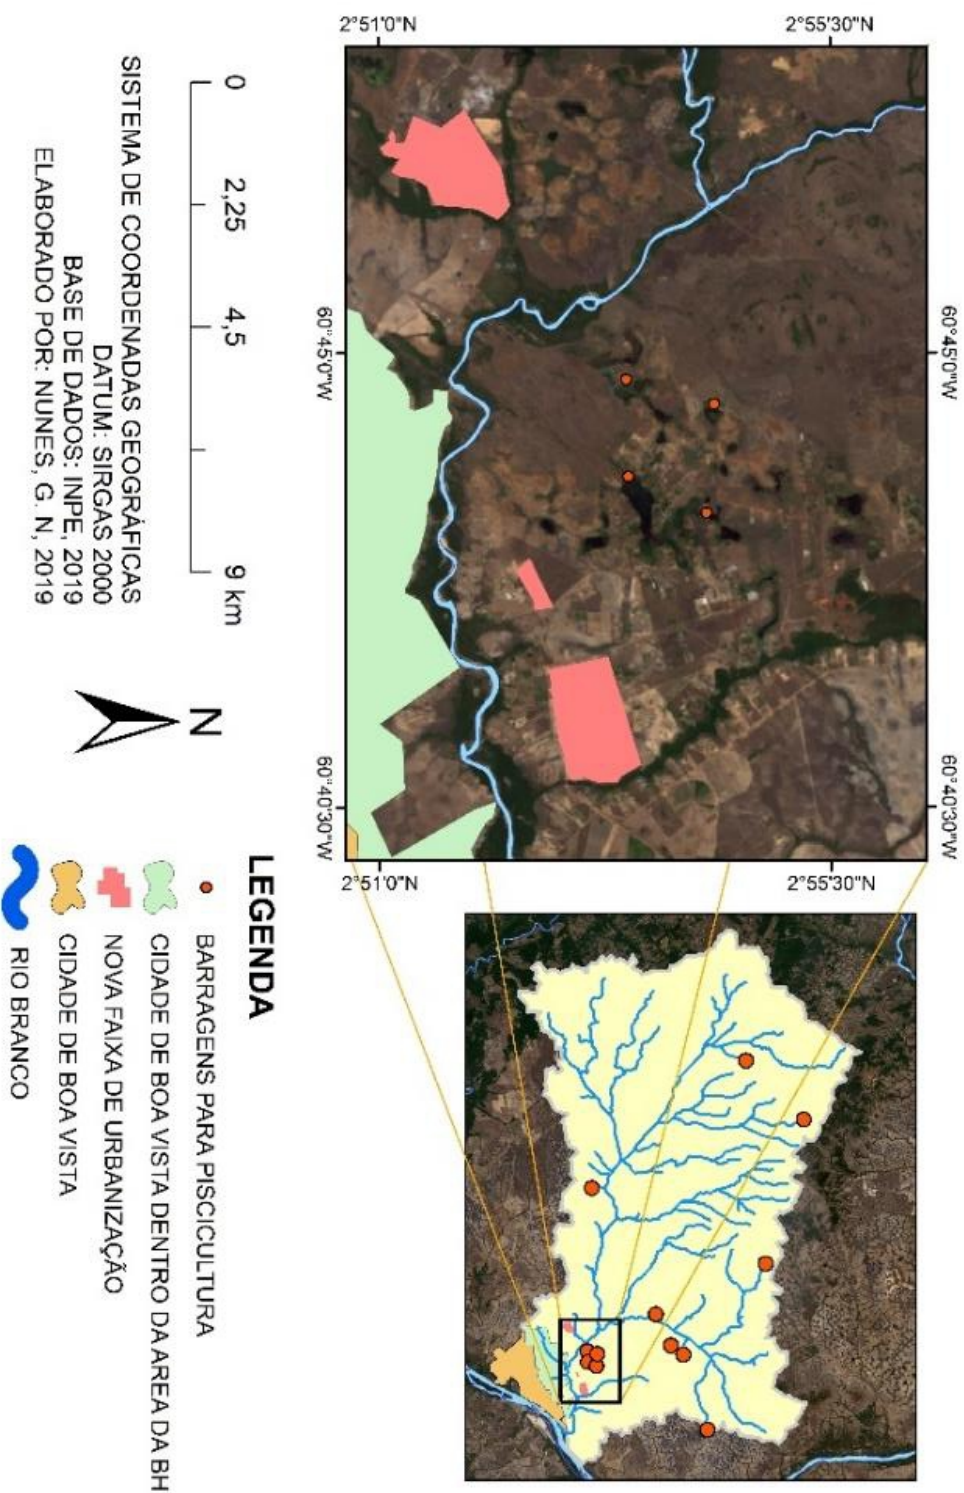 2°51'0"N
2°55'30"N
60°45'0"W
60°45'0"W
60°40'30"W
60°40'30"W
2°51'0"N
2°55'30"N
0
2,25
4,5
9 km
SISTEMA DE COORDENADAS GEOGRÁFICAS
DATUM: SIRGAS 2000
BASE DE DADOS: INPE, 2019
ELABORADO POR: NUNES, G. N, 2019
N
LEGENDA
BARRAGENS PARA PISCICULTURA
CIDADE DE BOA VISTA DENTRO DA AREA DA BH
NOVA FAIXA DE URBANIZAÇÃO
CIDADE DE BOA VISTA
RIO BRANCO